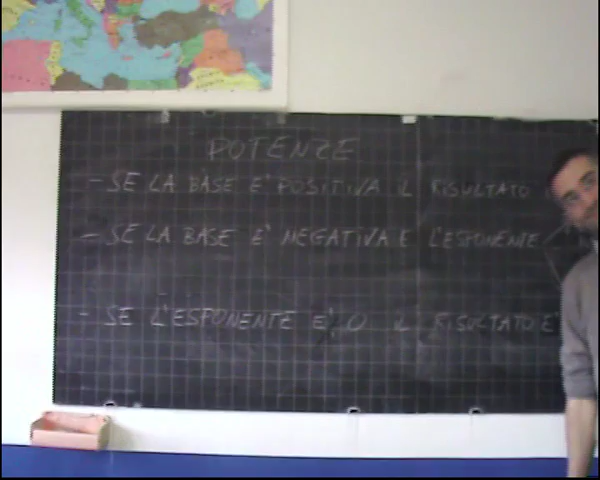 POTENZE
- SE LA BASE E' POSITIVA IL RISULTATO
- SE LA BASE E' NEGATIVA E L'ESPONENTE
- SE L'ESPONENTE E' 0 IL RISULTATO E'